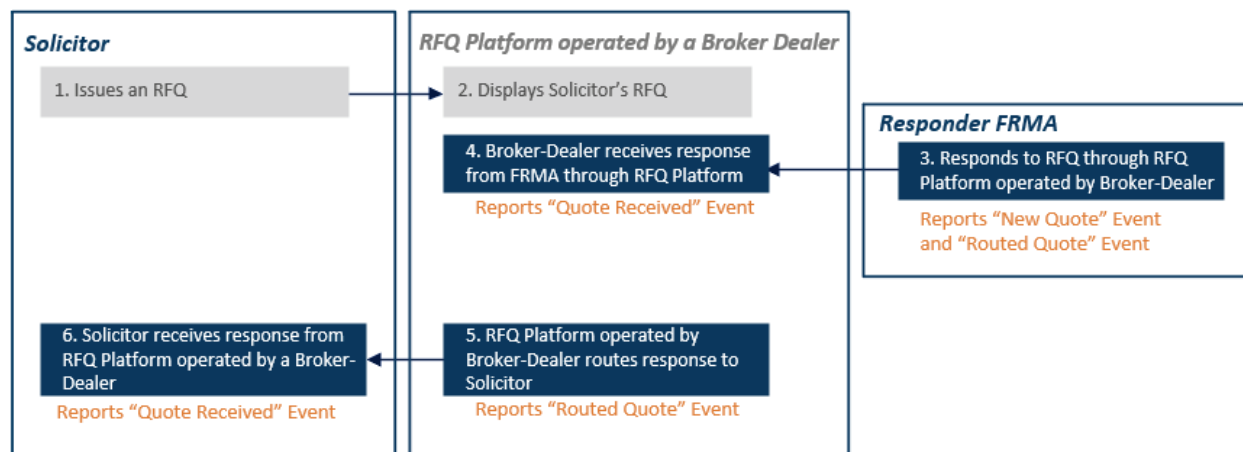 Solicitor
1. Issues an RFQ
RFQ Platform operated by a Broker Dealer
2. Displays Solicitor's RFQ
Responder FRMA
3. Responds to RFQ through RFQ
Platform operated by Broker-Dealer
Reports “New Quote” Event
and “Routed Quote” Event
4. Broker-Dealer receives response
from FRMA through RFQ Platform
Reports “Quote Received” Event
5. RFQ Platform operated by
Broker-Dealer routes response to
Solicitor
Reports “Routed Quote” Event
6. Solicitor receives response from
RFQ Platform operated by a Broker-
Dealer
Reports “Quote Received” Event